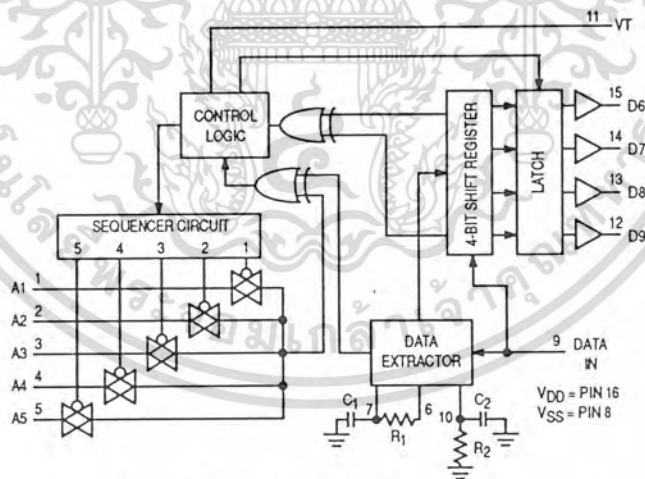 11 VT
15 D6
14 D7
13 D8
12 D9
CONTROL LOGIC
4-BIT SHIFT REGISTER
LATCH
SEQUENCER CIRCUIT
5 4 3 2 1
A1 1
A2 2
A3 3
A4 4
A5 5
DATA EXTRACTOR
9 DATA IN
C1 7 6 10 C2
R1
R2
VDD = PIN 16
VSS = PIN 8